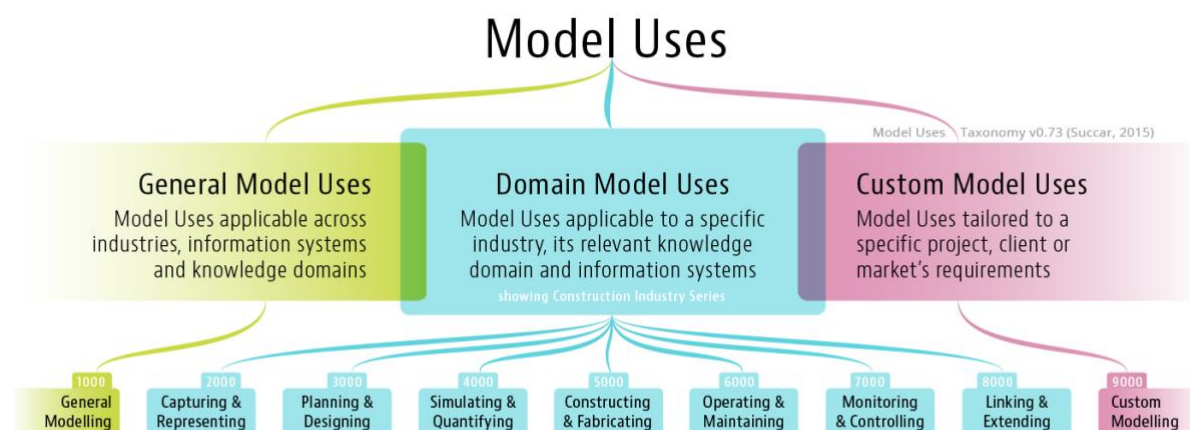 Model Uses
Model Uses Taxonomy v0.73 (Succar, 2015)
General Model Uses
Model Uses applicable across
industries, information systems
and knowledge domains
Domain Model Uses
Model Uses applicable to a specific
industry, its relevant knowledge
domain and information systems
showing Construction Industry Series
Custom Model Uses
Model Uses tailored to a
specific project, client or
market's requirements
1000
General
Modelling
2000
Capturing &
Representing
3000
Planning &
Designing
4000
Simulating &
Quantifying
5000
Constructing
& Fabricating
6000
Operating &
Maintaining
7000
Monitoring
& Controlling
8000
Linking &
Extending
9000
Custom
Modelling